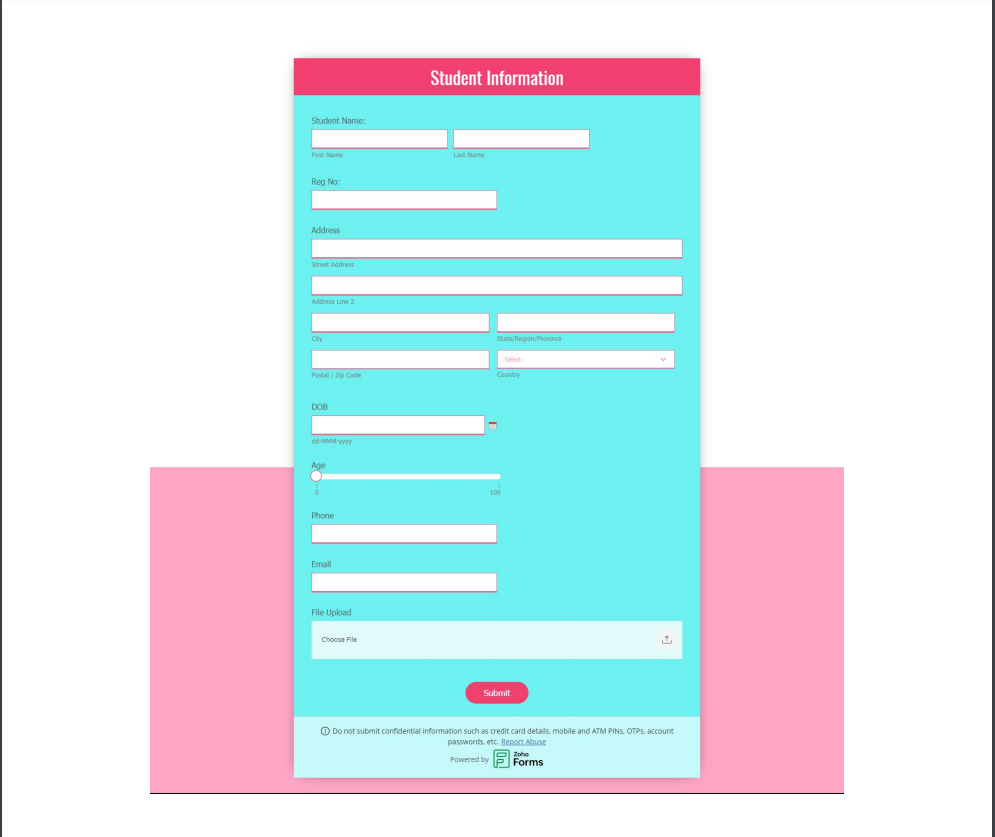 Student Information
Student Name:
First Name
Last Name
Reg No:
Address
Street Address
Address Line 2
City
State/Region/Province
-Select-
Postal / Zip Code
Country
DOB
dd-MMM-yyyy
Age
0
100
Phone
Email
File Upload
Choose File
Submit
Do not submit confidential information such as credit card details, mobile and ATM PINs, OTPs, account
passwords, etc. Report Abuse
Powered by Zoho Forms